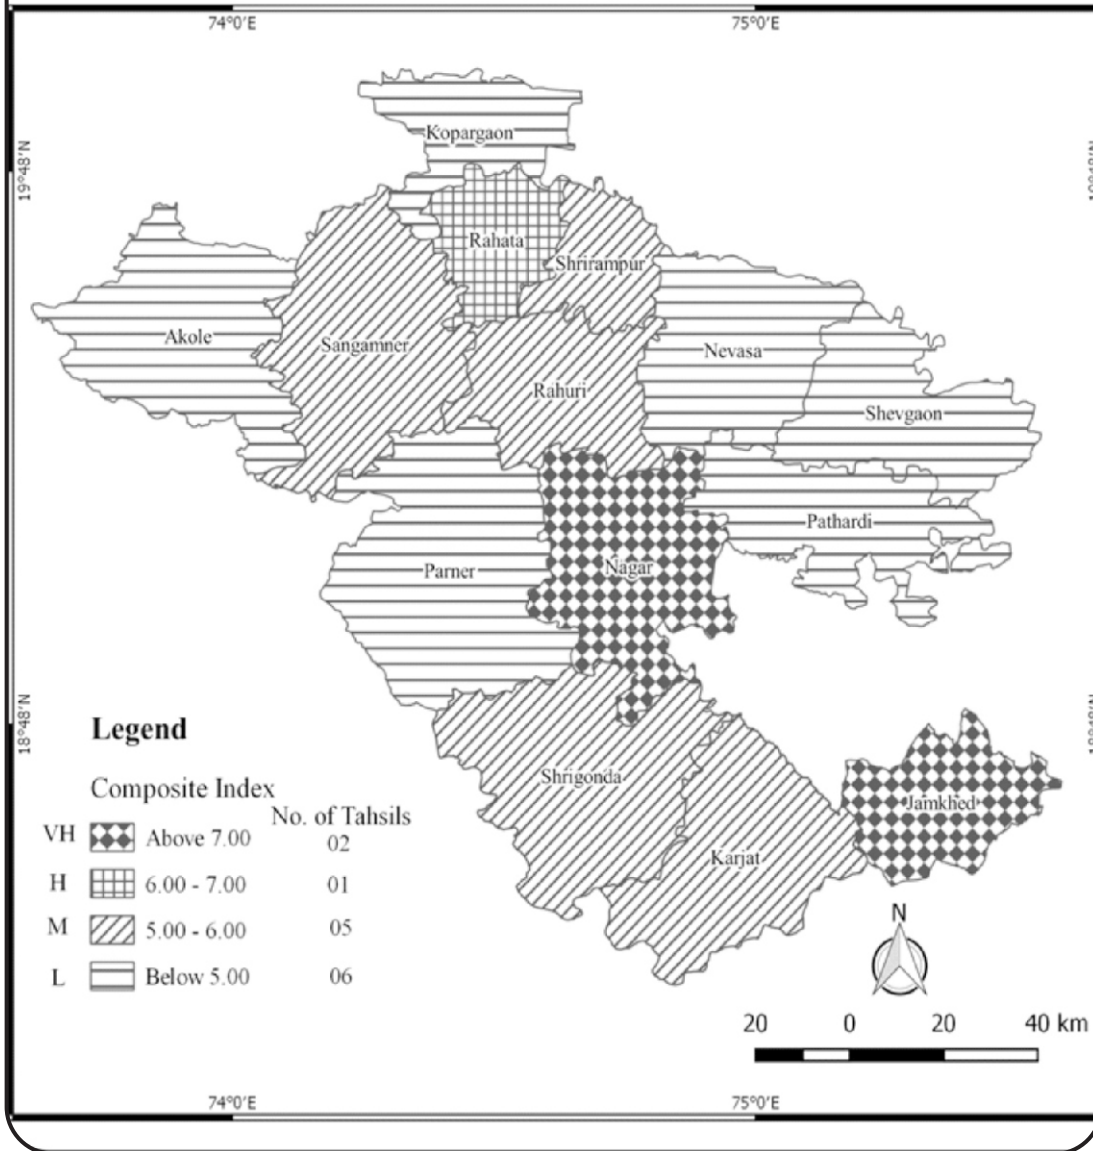 74°0'E 75°0'E
19°48'N
Kopargaon
Rahata
Shrirampur
Akole
Sangamner
Nevasa
Rahuri
Shevgaon
Pathardi
Parner
Nagar
18°48'N
Shrigonda
Jamkhed
Karjat
Legend
Composite Index
No. of Tahsils
VH Above 7.00 02
H 6.00 - 7.00 01
M 5.00 - 6.00 05
L Below 5.00 06
N
20 0 20 40 km
74°0'E 75°0'E